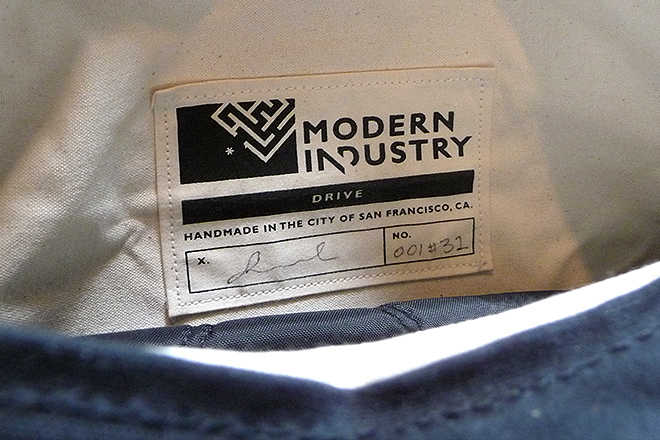 MODERN
INDUSTRY
DRIVE
HANDMADE IN THE CITY OF SAN FRANCISCO, CA.
X.
NO.
001#32